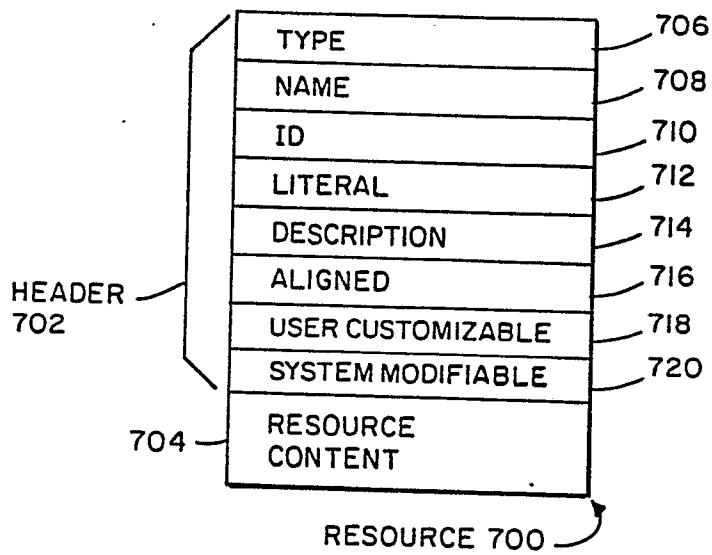 TYPE 706
NAME 708
ID 710
LITERAL 712
DESCRIPTION 714
ALIGNED 716
HEADER
702
USER CUSTOMIZABLE 718
SYSTEM MODIFIABLE 720
704 RESOURCE
CONTENT
RESOURCE 700